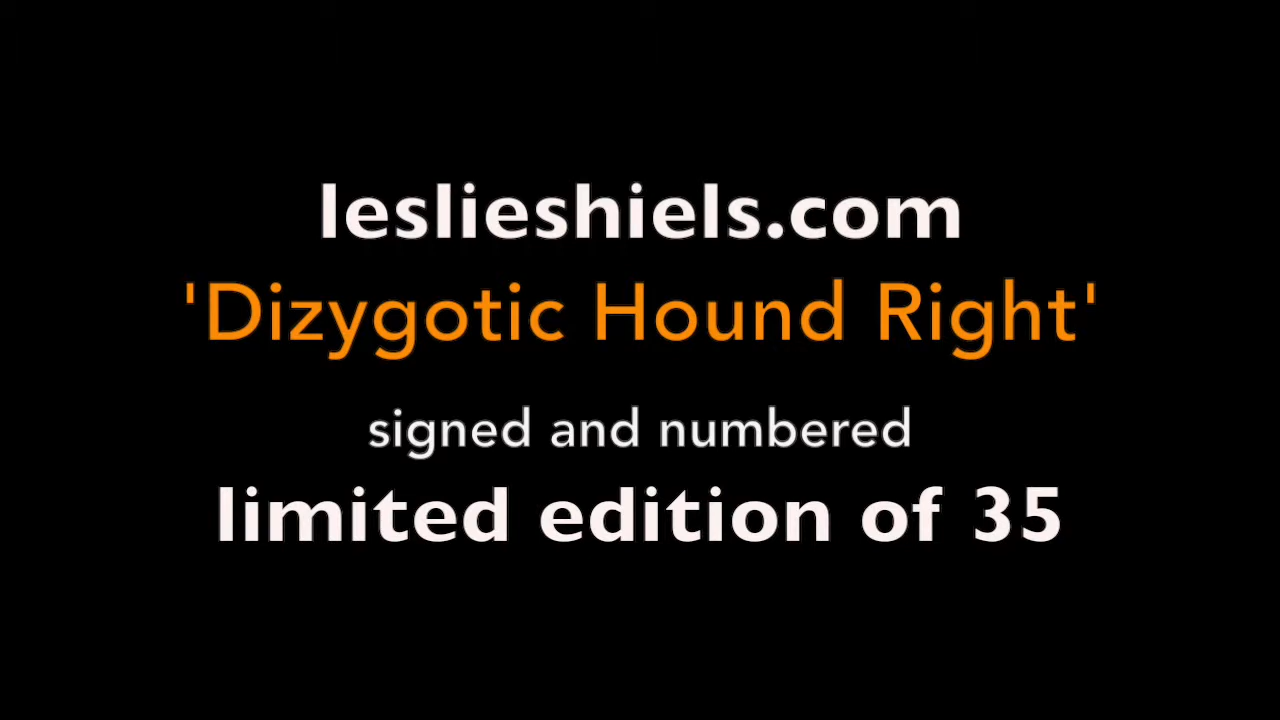 leslieshiels.com
'Dizygotic Hound Right'
signed and numbered
limited edition of 35